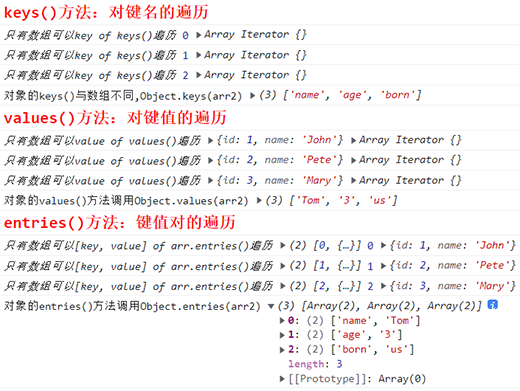 keys()方法：对键名的遍历
只有数组可以key of keys()遍历 0 ▶Array Iterator {}
只有数组可以key of keys()遍历 1 ▶Array Iterator {}
只有数组可以key of keys()遍历 2 ▶Array Iterator {}
对象的keys()与数组不同,Object.keys(arr2) ▶(3) ['name', 'age', 'born']
values()方法：对键值的遍历
只有数组可以value of values()遍历 ▶{id: 1, name: 'John'} ▶Array Iterator {}
只有数组可以value of values()遍历 ▶{id: 2, name: 'Pete'} ▶Array Iterator {}
只有数组可以value of values()遍历 ▶{id: 3, name: 'Mary'} ▶Array Iterator {}
对象的values()方法调用Object.values(arr2) ▶(3) ['Tom', '3', 'us']
entries()方法：键值对的遍历
只有数组可以[key, value] of arr.entries()遍历 ▶(2) [0, {…}] 0 ▶{id: 1, name: 'John'}
只有数组可以[key, value] of arr.entries()遍历 ▶(2) [1, {…}] 1 ▶{id: 2, name: 'Pete'}
只有数组可以[key, value] of arr.entries()遍历 ▶(2) [2, {…}] 2 ▶{id: 3, name: 'Mary'}
对象的entries()方法调用Object.entries(arr2) ▼(3) [Array(2), Array(2), Array(2)] i
▶0: (2) ['name', 'Tom']
▶1: (2) ['age', '3']
▶2: (2) ['born', 'us']
length: 3
▶[[Prototype]]: Array(0)